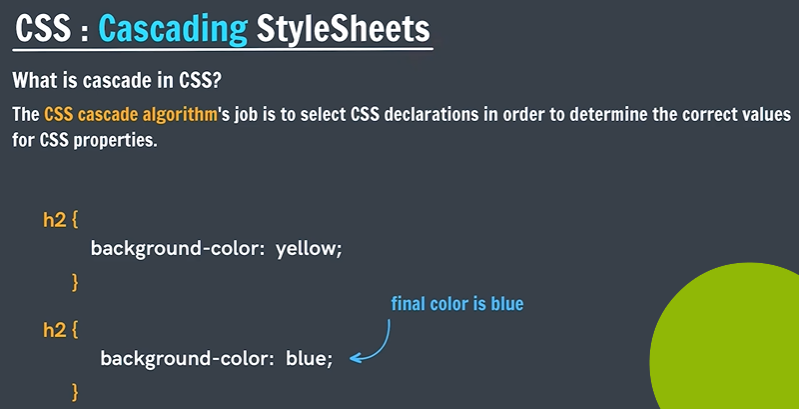 CSS : Cascading StyleSheets
What is cascade in CSS?
The CSS cascade algorithm's job is to select CSS declarations in order to determine the correct values
for CSS properties.
h2 {
background-color: yellow;
}
final color is blue
h2 {
background-color: blue;
}